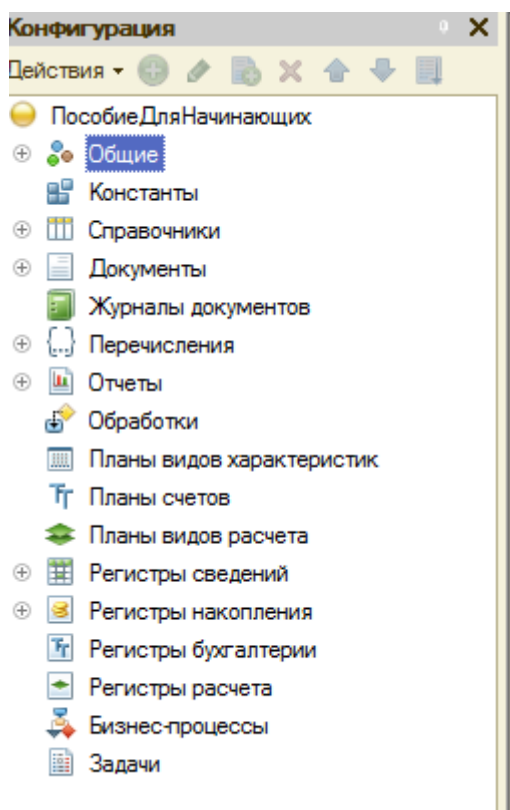 Конфигурация
Действия
ПособиеДляНачинающих
Общие
Константы
Справочники
Документы
Журналы документов
Перечисления
Отчеты
Обработки
Планы видов характеристик
Планы счетов
Планы видов расчета
Регистры сведений
Регистры накопления
Регистры бухгалтерии
Регистры расчета
Бизнес-процессы
Задачи